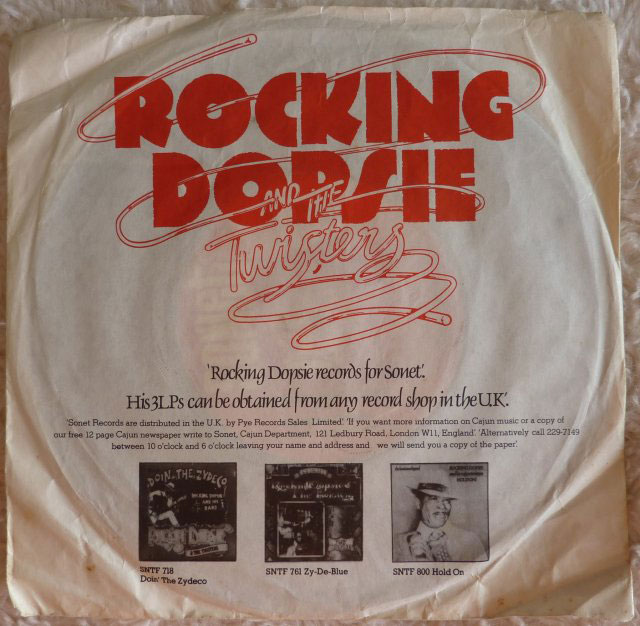 ROCKING
DOPSIE
AND THE
Twisters
'Rocking Dopsie records for Sonet'.
His 3 LPs can be obtained from any record shop in the U.K'.
'Sonet Records are distributed in the U.K. by Pye Records Sales Limited.' 'If you want more information on Cajun music or a copy of
our free 12 page Cajun newspaper write to Sonet, Cajun Department, 121 Ledbury Road, London W11, England'. 'Alternatively call 229-7149
between 10 o'clock and 6 o'clock leaving your name and address and we will send you a copy of the paper'.
DOIN' THE ZYDECO
SNTF 718
Doin' The Zydeco
SNTF 761 Zy-De-Blue
SNTF 800 Hold On